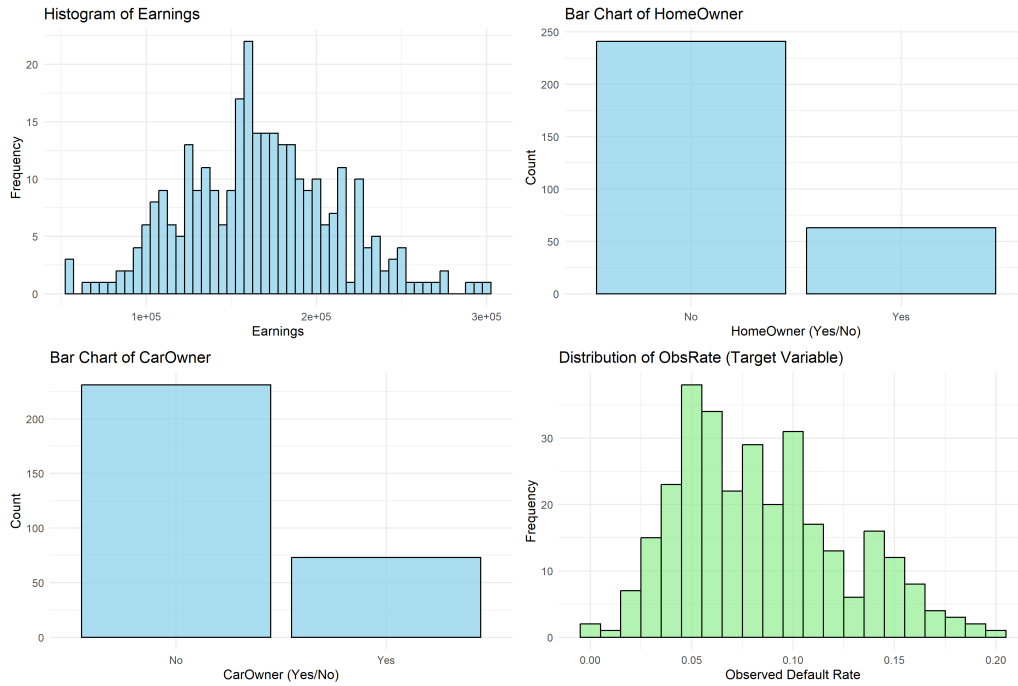 Histogram of Earnings
Frequency
20
15
10
5
0
1e+05 2e+05 3e+05
Earnings
Bar Chart of HomeOwner
Count
250
200
150
100
50
0
No Yes
HomeOwner (Yes/No)
Bar Chart of CarOwner
Count
200
150
100
50
0
No Yes
CarOwner (Yes/No)
Distribution of ObsRate (Target Variable)
Frequency
30
20
10
0
0.00 0.05 0.10 0.15 0.20
Observed Default Rate